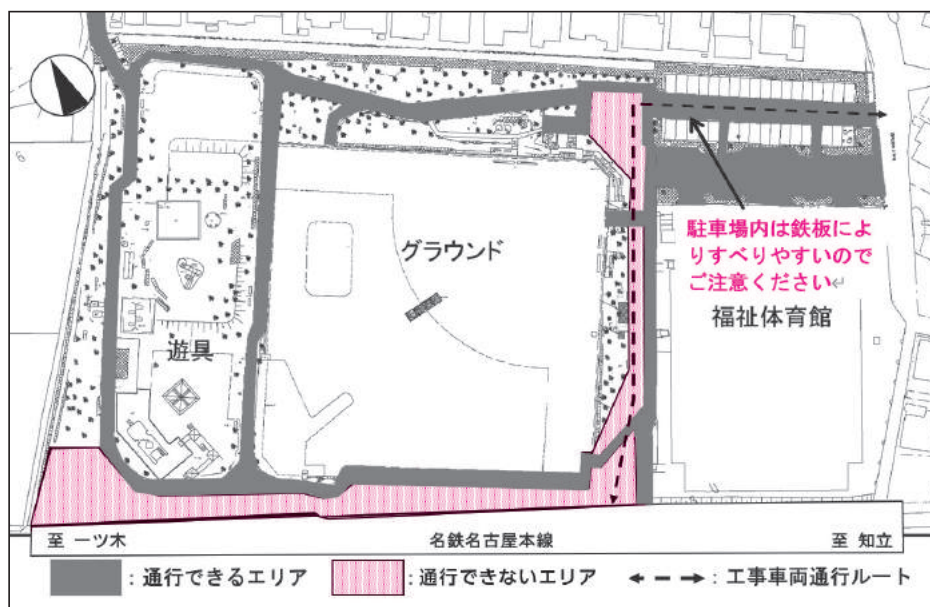 駐車場内は鉄板によ
りすべりやすいので
ご注意ください
グラウンド
福祉体育館
遊具
至 一ツ木
名鉄名古屋本線
至 知立
：通行できるエリア
：通行できないエリア
：工事車両通行ルート